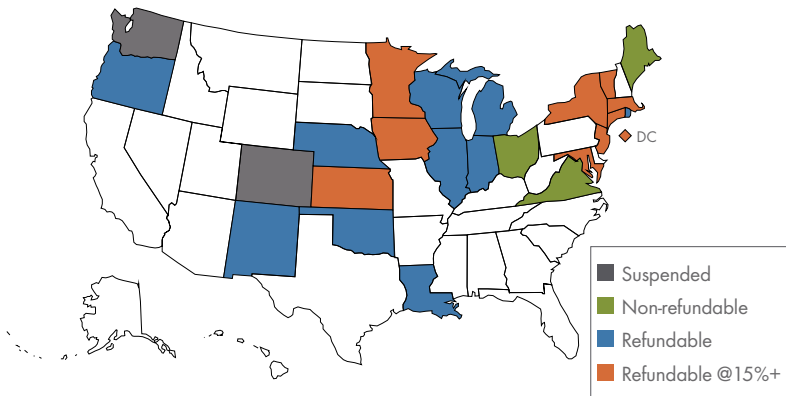 DC
Suspended
Non-refundable
Refundable
Refundable @15%+